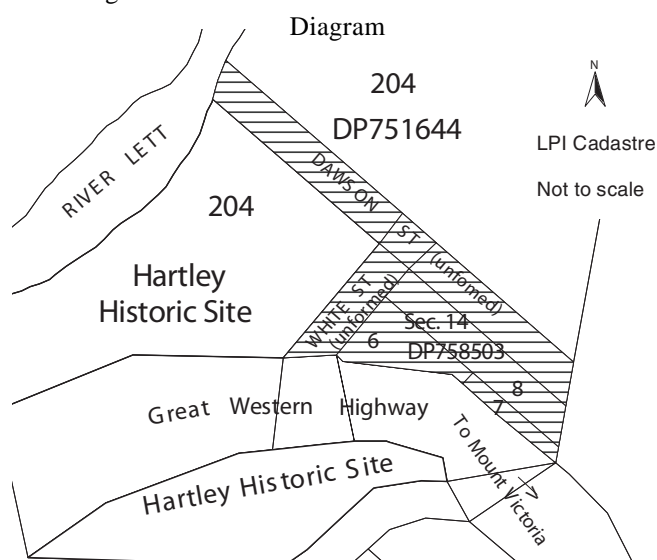 Diagram
204
DP751644
N
LPI Cadastre
Not to scale
RIVER LETT
204
DAWSON ST (unfomed)
Hartley
Historic Site
WHITE ST
(unformed)
6
Sec. 14
DP758503
8
7
Great Western Highway
To Mount Victoria
Hartley Historic Site